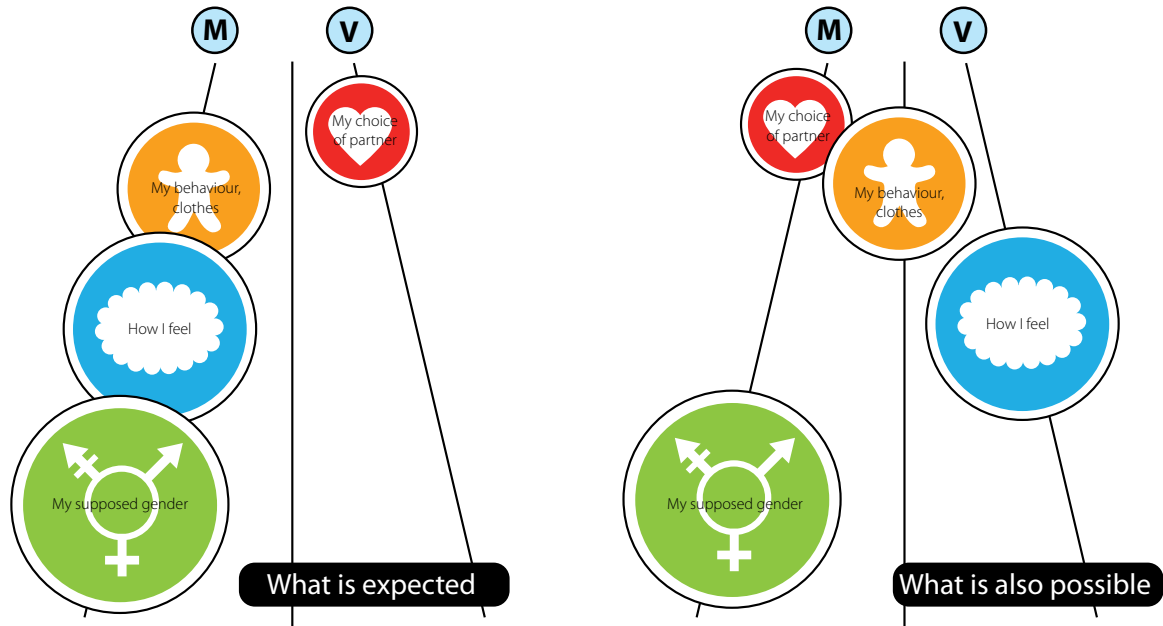 M
V
My choice
of partner
My behaviour,
clothes
How I feel
My supposed gender
What is expected
M
V
My choice
of partner
My behaviour,
clothes
How I feel
My supposed gender
What is also possible